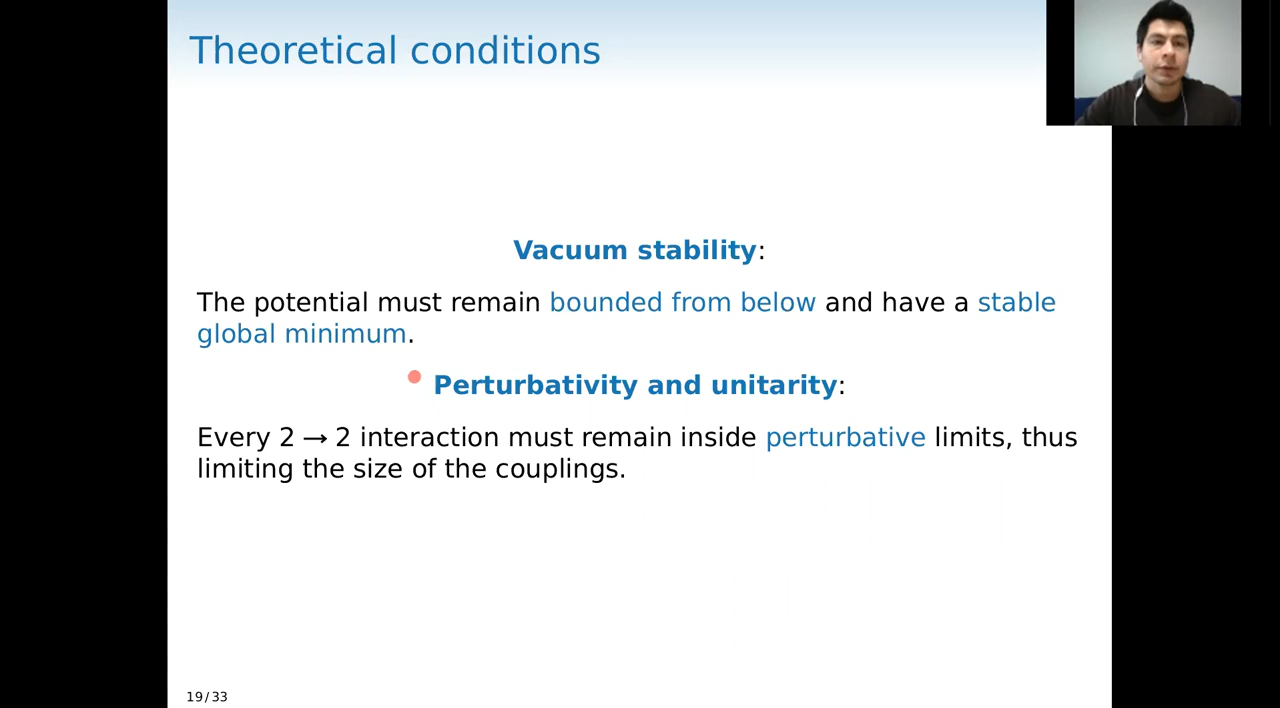 Theoretical conditions
Vacuum stability:
The potential must remain bounded from below and have a stable
global minimum.
Perturbativity and unitarity:
Every 2 → 2 interaction must remain inside perturbative limits, thus
limiting the size of the couplings.
19/33